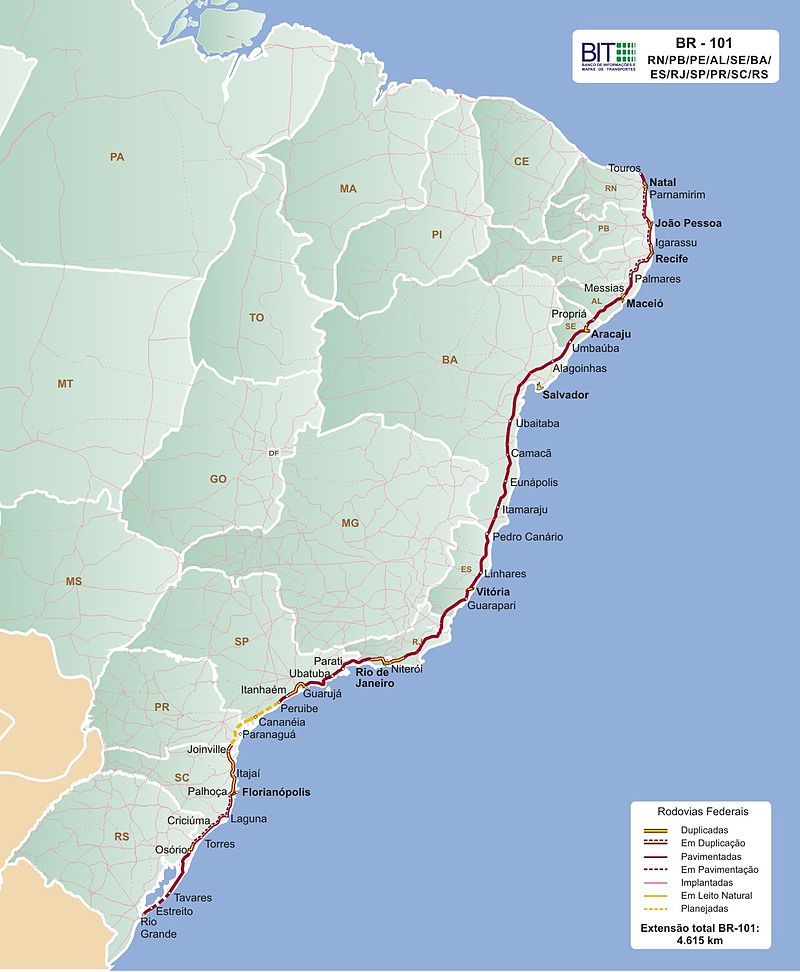 BIT
BANCO DE INFORMAÇÕES E
MAPAS DE TRANSPORTES
BR - 101
RN/PB/PE/AL/SE/BA/
ES/RJ/SP/PR/SC/RS
PA
MA
CE
Touros
RN
Natal
Parnamirim
PI
PB
João Pessoa
Igarassu
PE
Recife
Palmares
Messias
AL
Maceió
Propriá
TO
SE
Aracaju
Umbaúba
BA
Alagoinhas
MT
Salvador
Ubaitaba
DF
Camacã
GO
Eunápolis
Itamaraju
MG
Pedro Canário
ES
Linhares
MS
Vitória
Guarapari
SP
RJ
Parati
Niterói
Ubatuba
Rio de
Janeiro
Itanhaém
Guarujá
PR
Peruibe
Cananéia
Paranaguá
Joinville
SC
Itajaí
Palhoça
Florianópolis
Criciúma
Laguna
RS
Torres
Osório
Tavares
Estreito
Rio
Grande
Rodovias Federais
Duplicadas
Em Duplicação
Pavimentadas
Em Pavimentação
Implantadas
Em Leito Natural
Planejadas
Extensão total BR-101:
4.615 km